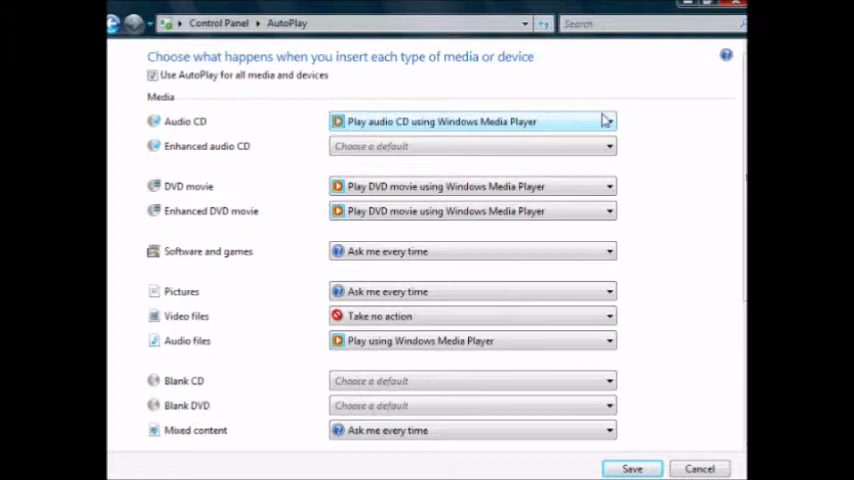 Control Panel AutoPlay Search
Choose what happens when you insert each type of media or device
Use AutoPlay for all media and devices
Media
Audio CD Play audio CD using Windows Media Player
Enhanced audio CD Choose a default
DVD movie Play DVD movie using Windows Media Player
Enhanced DVD movie Play DVD movie using Windows Media Player
Software and games Ask me every time
Pictures Ask me every time
Video files Take no action
Audio files Play using Windows Media Player
Blank CD Choose a default
Blank DVD Choose a default
Mixed content Ask me every time
Save Cancel